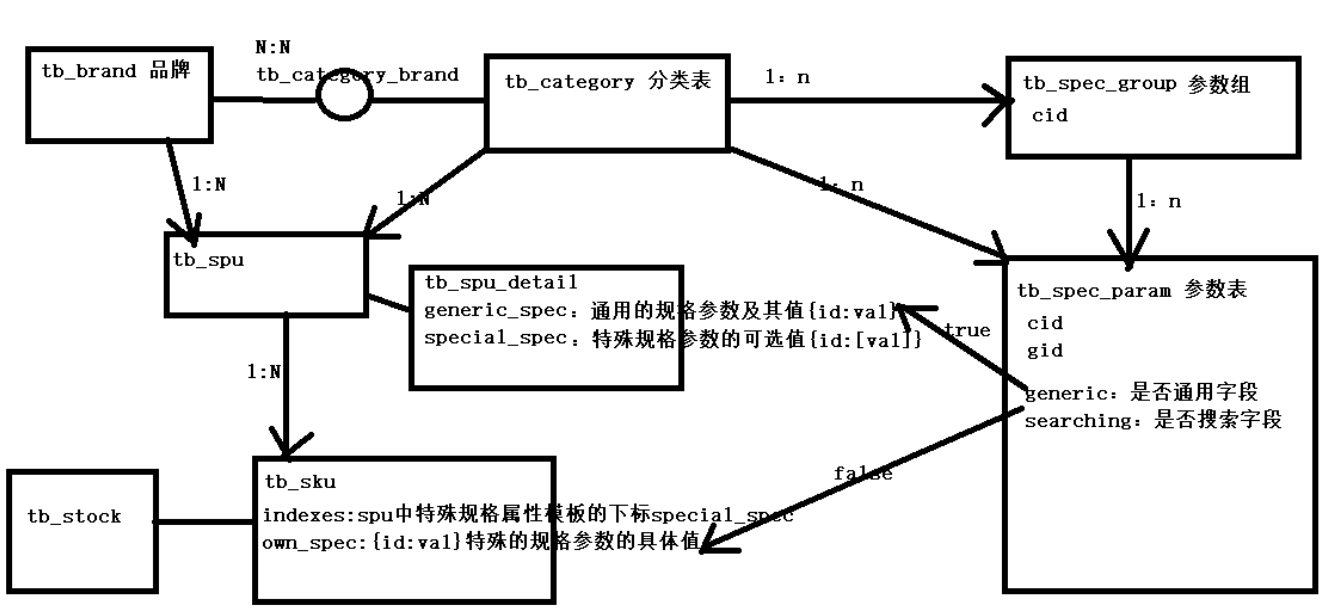 N:N
tb_brand 品牌
tb_category_brand
tb_category 分类表
1: n
tb_spec_group 参数组
cid
1:N
1:N
1: n
1: n
tb_spu
tb_spu_detail
generic_spec: 通用的规格参数及其值{id:val}
special_spec: 特殊规格参数的可选值{id:[val]}
tb_spec_param 参数表
cid
gid
true
1:N
generic: 是否通用字段
searching: 是否搜索字段
false
tb_sku
tb_stock
indexes:spu中特殊规格属性模板的下标special_spec
own_spec:{id:val}特殊的规格参数的具体值